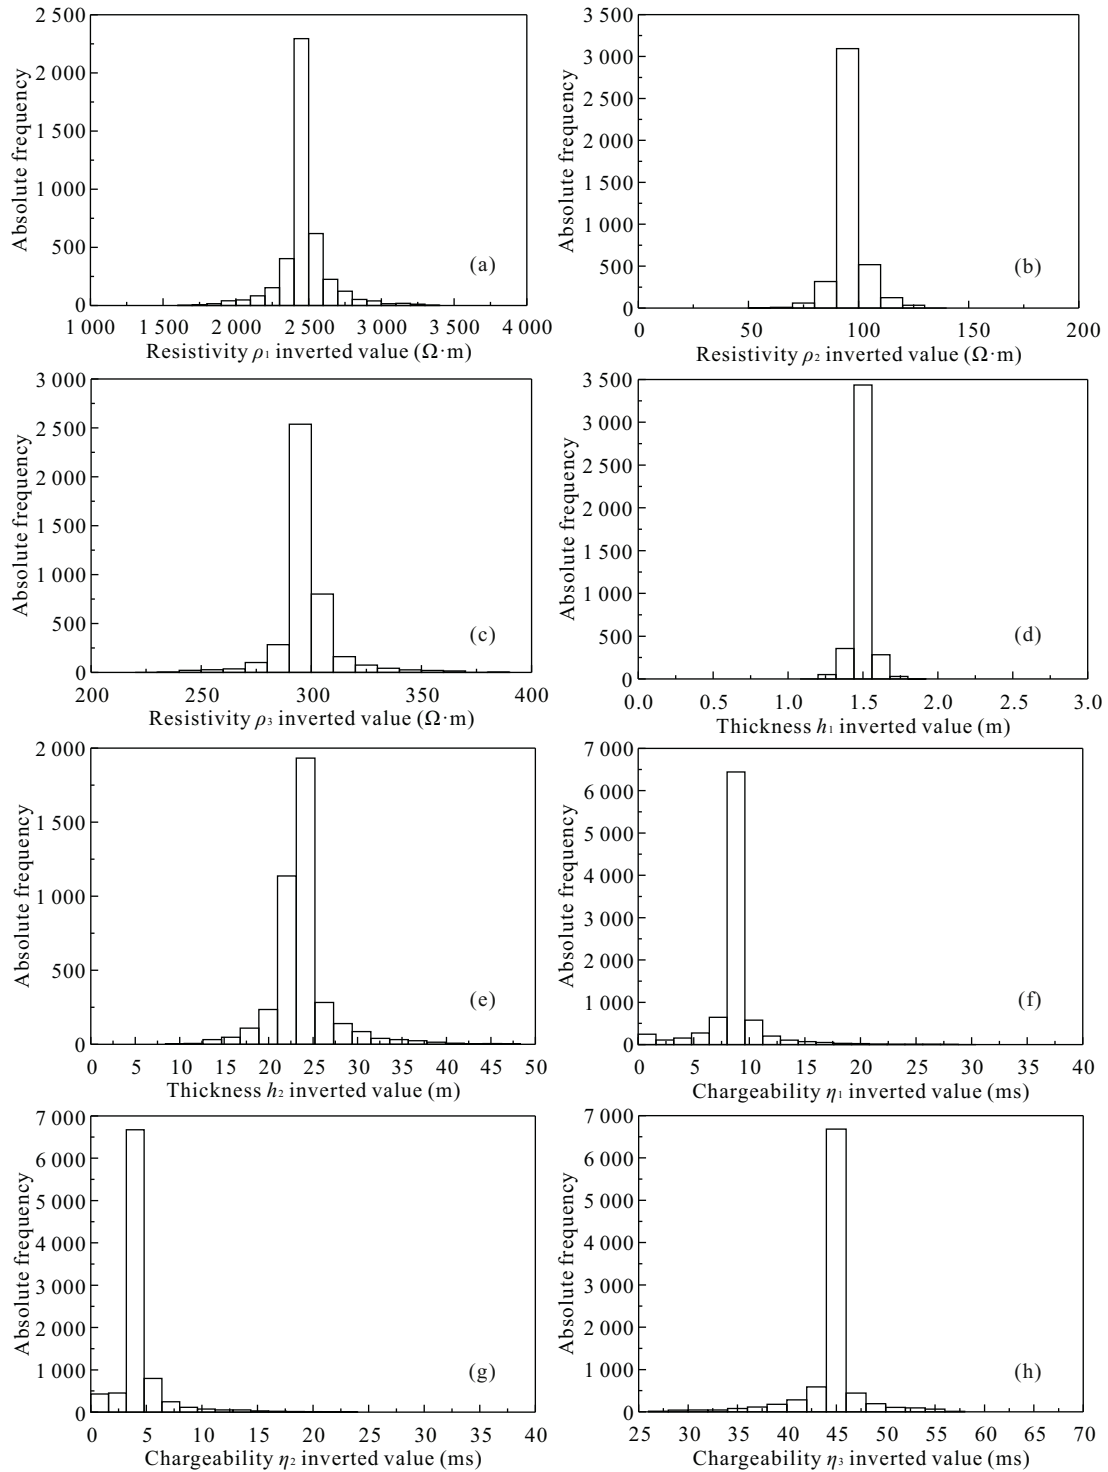 2 500
2 000
1 500
1 000
500
0
Absolute frequency
(a)
1 000 1 500 2 000 2 500 3 000 3 500 4 000
Resistivity ρ₁ inverted value (Ω·m)
3 500
3 000
2 500
2 000
1 500
1 000
500
0
Absolute frequency
(b)
0 50 100 150 200
Resistivity ρ₂ inverted value (Ω·m)
3 000
2 500
2 000
1 500
1 000
500
0
Absolute frequency
(c)
200 250 300 350 400
Resistivity ρ₃ inverted value (Ω·m)
3 500
3 000
2 500
2 000
1 500
1 000
500
0
Absolute frequency
(d)
0.0 0.5 1.0 1.5 2.0 2.5 3.0
Thickness h₁ inverted value (m)
2 000
1 500
1 000
500
0
Absolute frequency
(e)
0 5 10 15 20 25 30 35 40 45 50
Thickness h₂ inverted value (m)
7 000
6 000
5 000
4 000
3 000
2 000
1 000
0
Absolute frequency
(f)
0 5 10 15 20 25 30 35 40
Chargeability η₁ inverted value (ms)
7 000
6 000
5 000
4 000
3 000
2 000
1 000
0
Absolute frequency
(g)
0 5 10 15 20 25 30 35 40
Chargeability η₂ inverted value (ms)
7 000
6 000
5 000
4 000
3 000
2 000
1 000
0
Absolute frequency
(h)
25 30 35 40 45 50 55 60 65 70
Chargeability η₃ inverted value (ms)